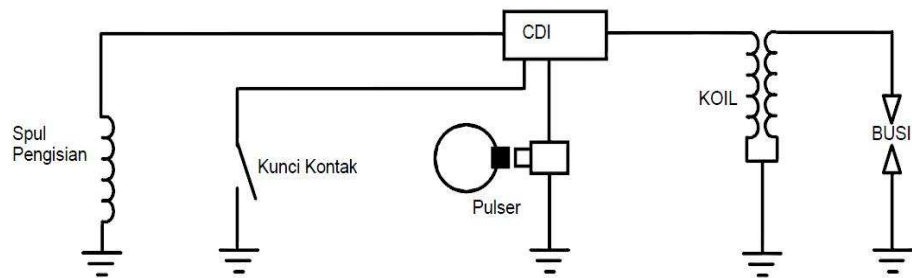 CDI
KOIL
Spul
Pengisian
Kunci Kontak
BUSI
Pulser